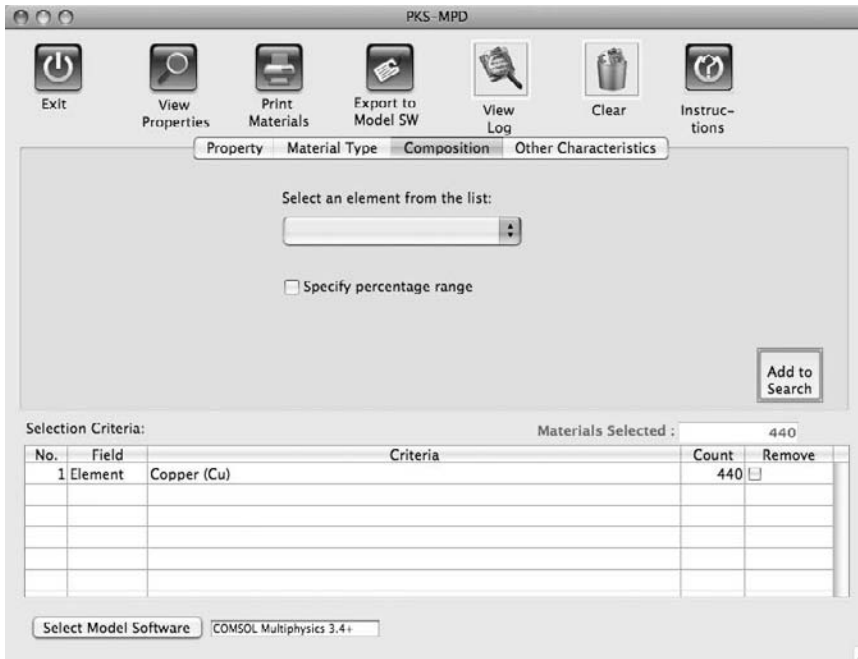 PKS-MPD
Exit
View
Properties
Print
Materials
Export to
Model SW
View
Log
Clear
Instruc-
tions
Property Material Type Composition Other Characteristics
Select an element from the list:
Specify percentage range
Add to
Search
Selection Criteria:
Materials Selected : 440
No. Field Criteria Count Remove
1 Element Copper (Cu) 440
Select Model Software COMSOL Multiphysics 3.4+